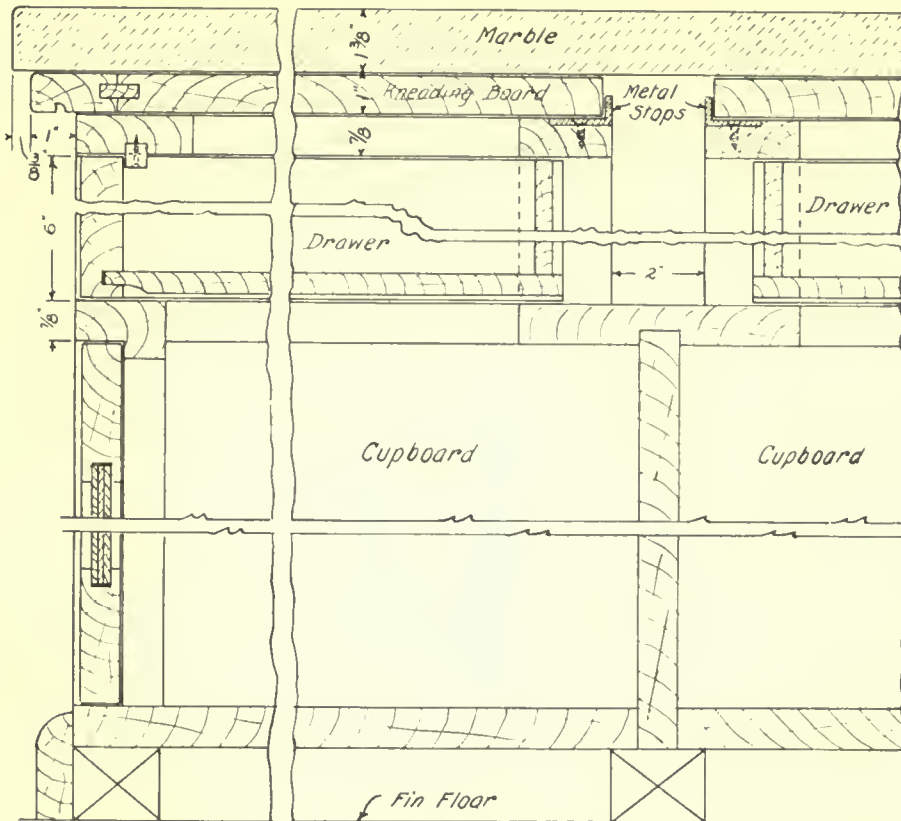 Marble
1 3/8"
Kneading Board
1"
Metal
Stops
1"
7/8"
6"
Drawer
Drawer
2"
7/8"
Cupboard
Cupboard
Fin Floor